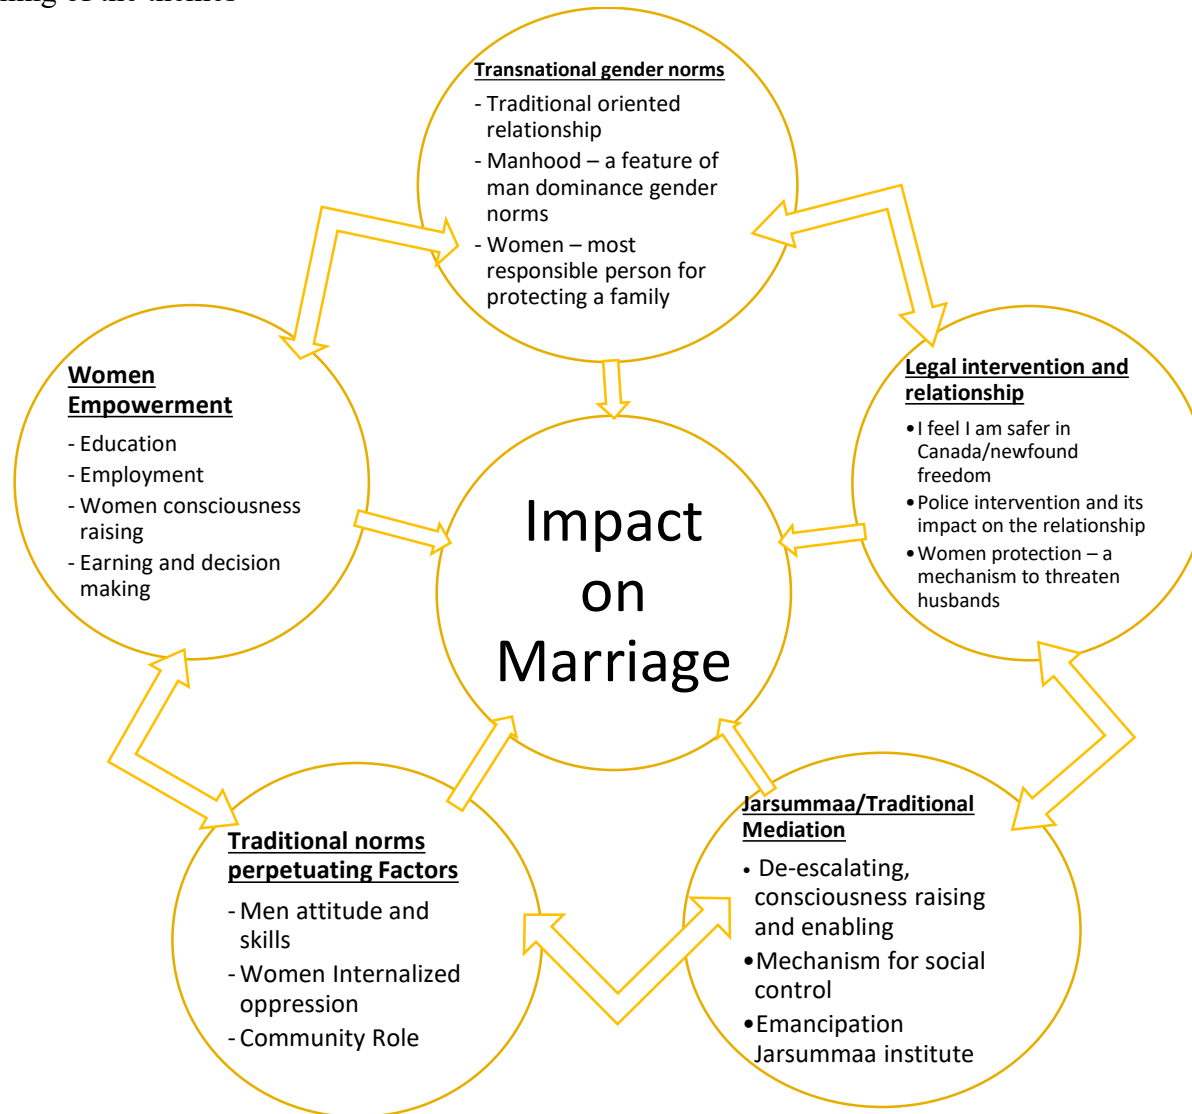 Transnational gender norms
- Traditional oriented
relationship
- Manhood – a feature of
man dominance gender
norms
- Women – most
responsible person for
protecting a family
Women
Empowerment
- Education
- Employment
- Women consciousness
raising
- Earning and decision
making
Legal intervention and
relationship
•I feel I am safer in
Canada/newfound
freedom
•Police intervention and its
impact on the relationship
•Women protection – a
mechanism to threaten
husbands
Impact
on
Marriage
Traditional norms
perpetuating Factors
- Men attitude and
skills
- Women Internalized
oppression
- Community Role
Jarsummaa/Traditional
Mediation
• De-escalating,
consciousness raising
and enabling
•Mechanism for social
control
•Emancipation
Jarsummaa institute